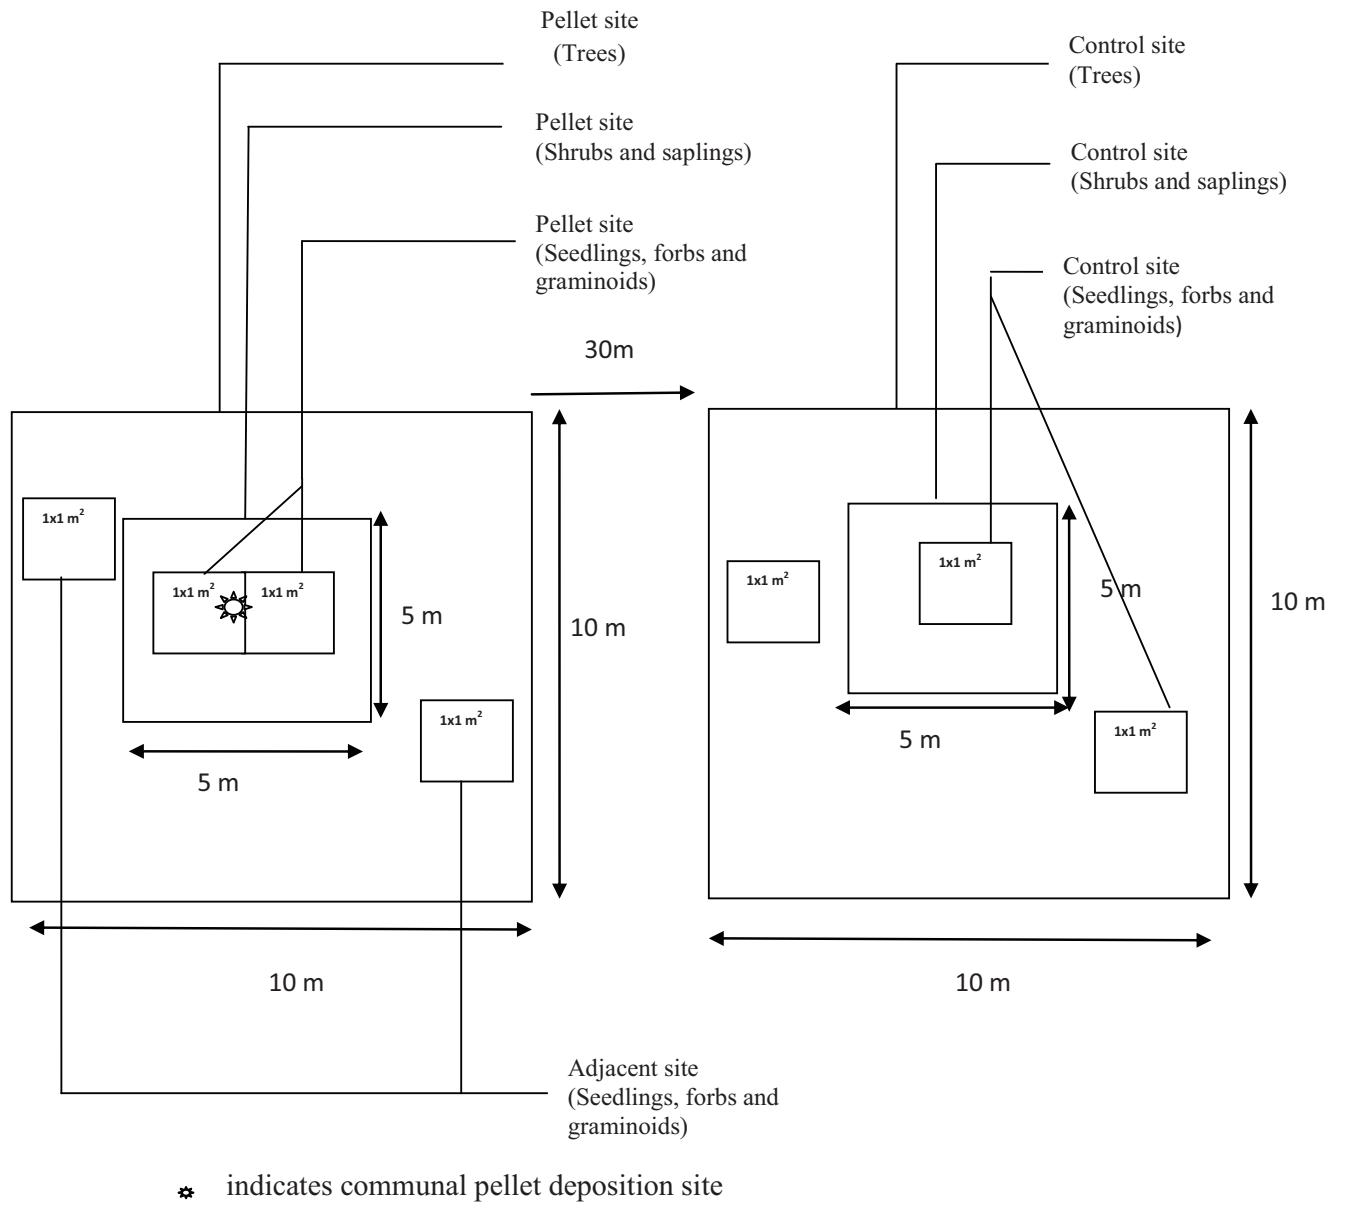 Pellet site
(Trees)
Control site
(Trees)
Pellet site
(Shrubs and saplings)
Control site
(Shrubs and saplings)
Pellet site
(Seedlings, forbs and
graminoids)
Control site
(Seedlings, forbs and
graminoids)
30m
1x1 m²
1x1 m²
1x1 m²
5 m
10 m
1x1 m²
5 m
1x1 m²
1x1 m²
5 m
10 m
1x1 m²
5 m
10 m
10 m
Adjacent site
(Seedlings, forbs and
graminoids)
indicates communal pellet deposition site